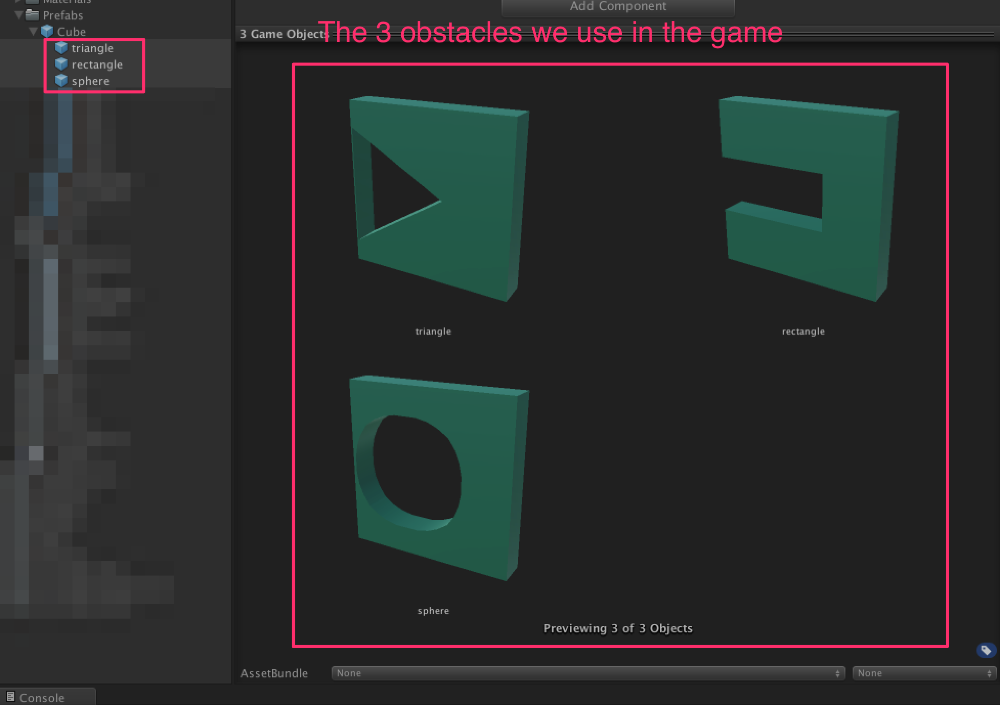 Materials
Prefabs
Cube
triangle
rectangle
sphere
Add Component
3 Game Objects
The 3 obstacles we use in the game
triangle
rectangle
sphere
Previewing 3 of 3 Objects
AssetBundle
None
None
Console